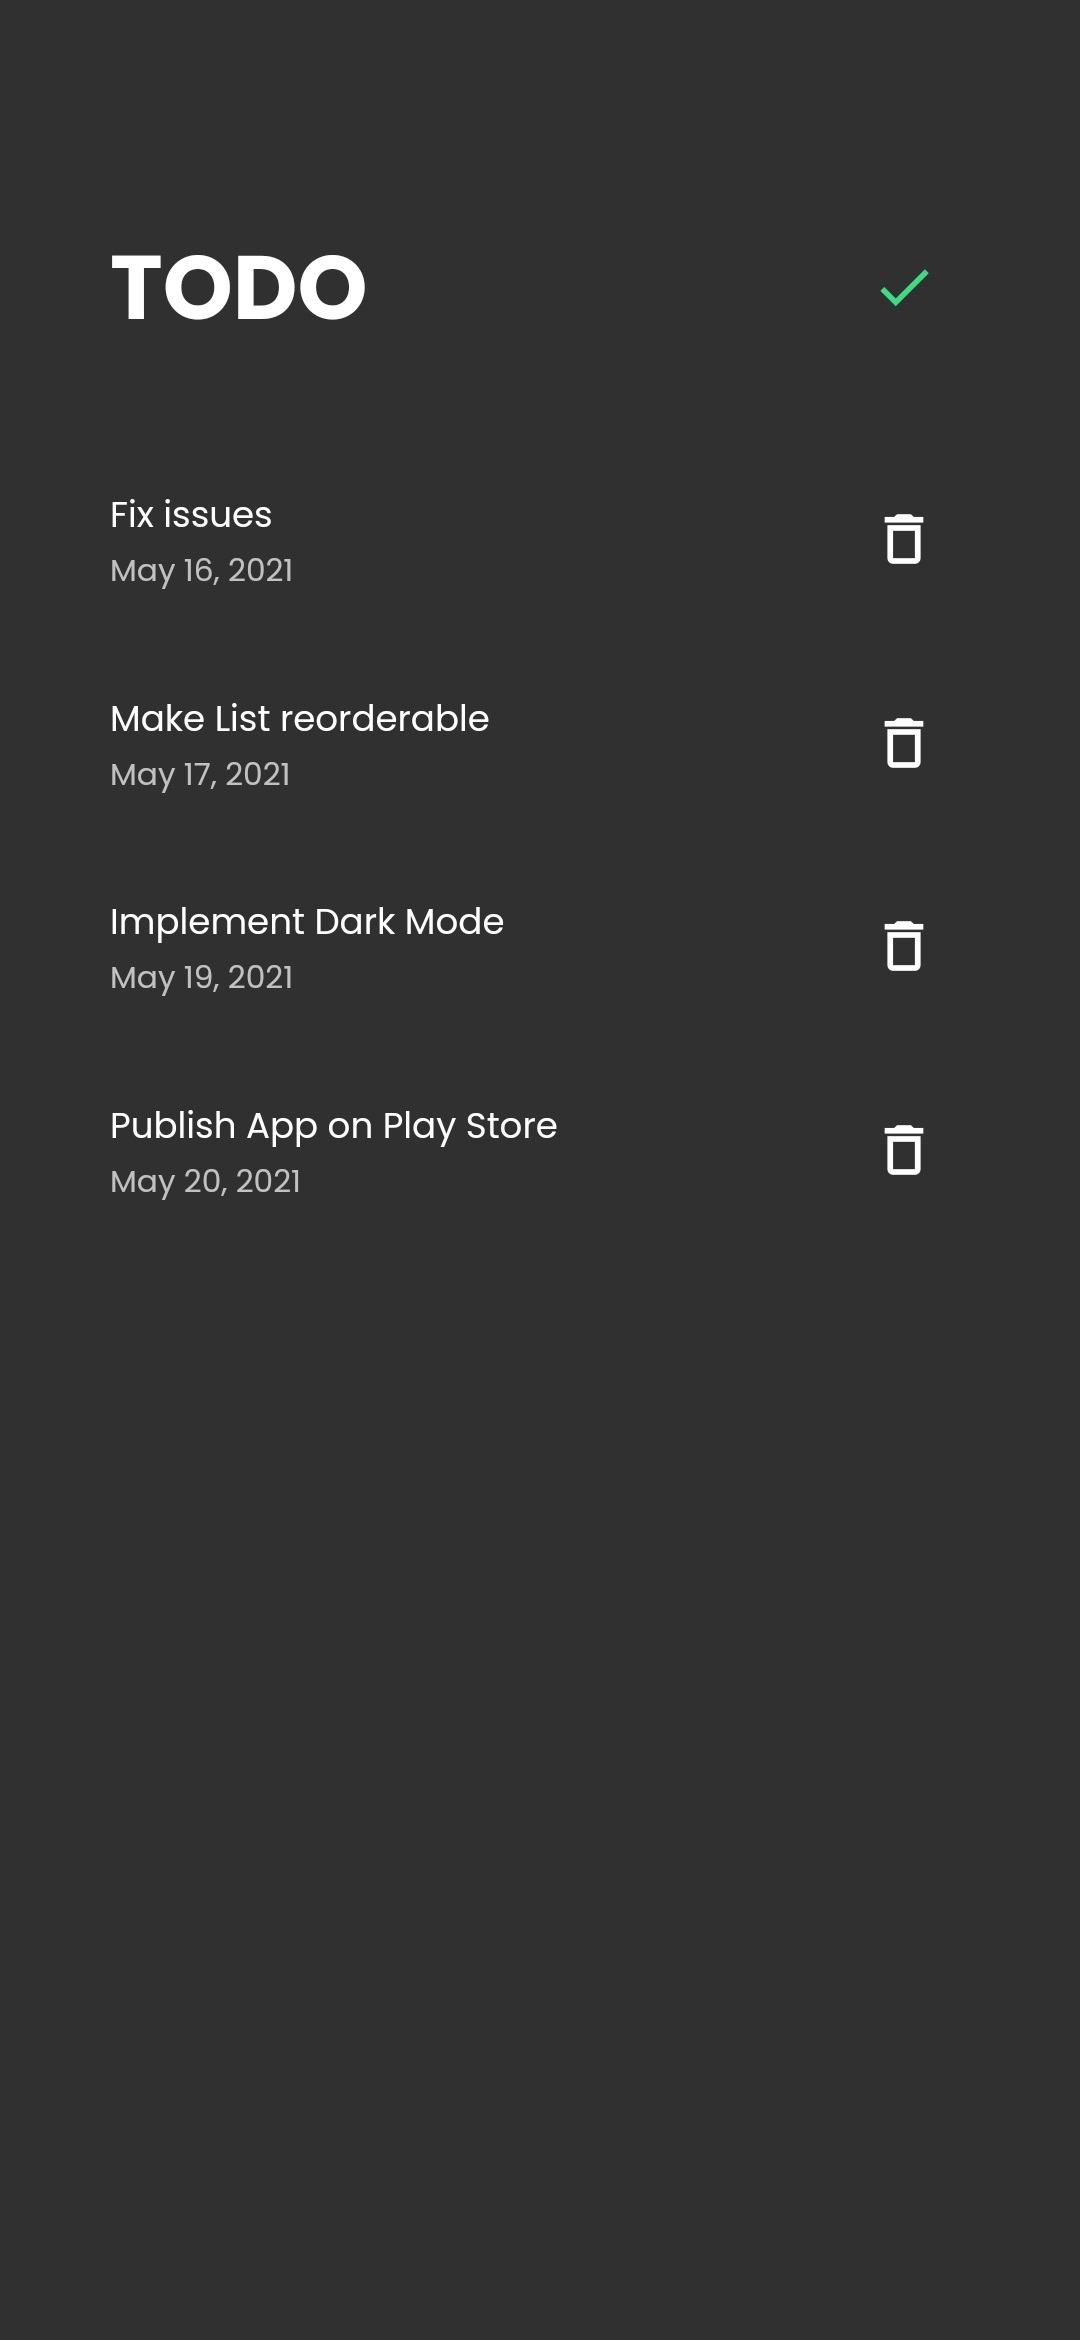 TODO
Fix issues
May 16, 2021
Make List reorderable
May 17, 2021
Implement Dark Mode
May 19, 2021
Publish App on Play Store
May 20, 2021